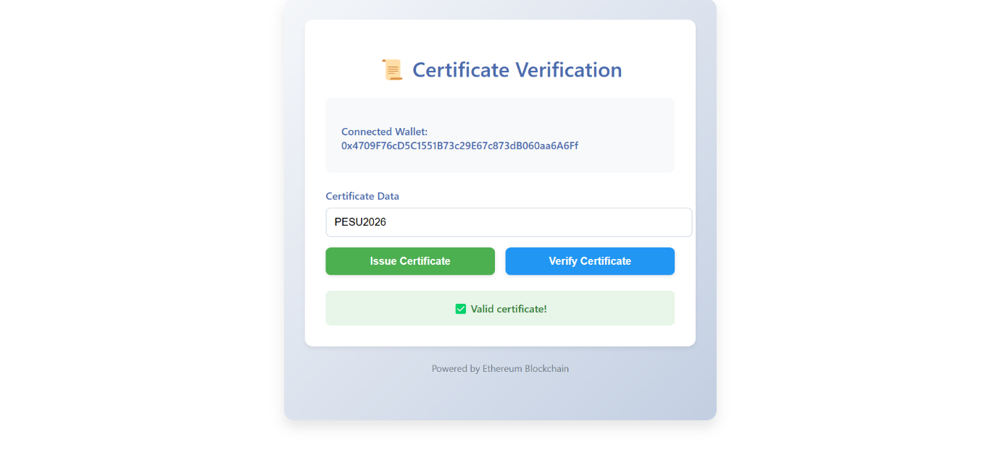 📜 Certificate Verification
Connected Wallet:
0x4709F76cD5C1551B73c29E67c873dB060aa6A6Ff
Certificate Data
PESU2026
Issue Certificate
Verify Certificate
✅ Valid certificate!
Powered by Ethereum Blockchain